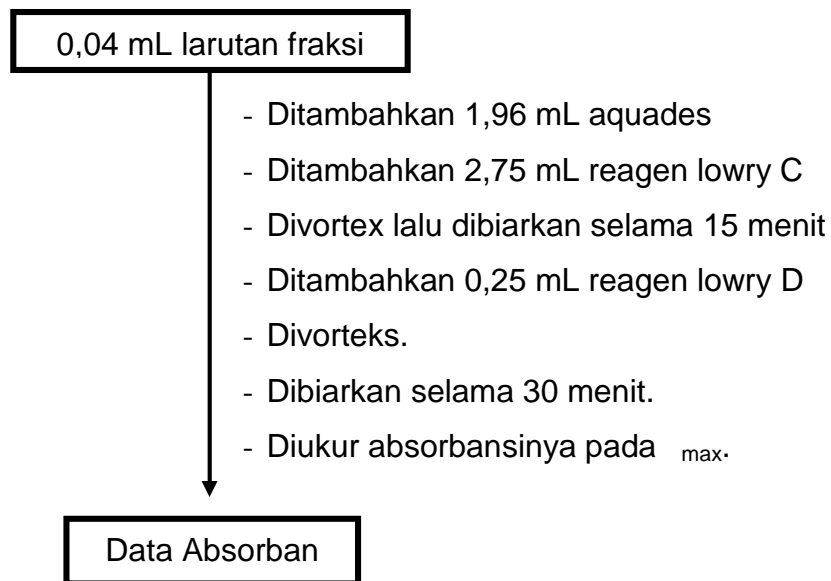 0,04 mL larutan fraksi
- Ditambahkan 1,96 mL aquades
- Ditambahkan 2,75 mL reagen lowry C
- Divortex lalu dibiarkan selama 15 menit
- Ditambahkan 0,25 mL reagen lowry D
- Divorteks.
- Dibiarkan selama 30 menit.
- Diukur absorbansinya pada max.
Data Absorban